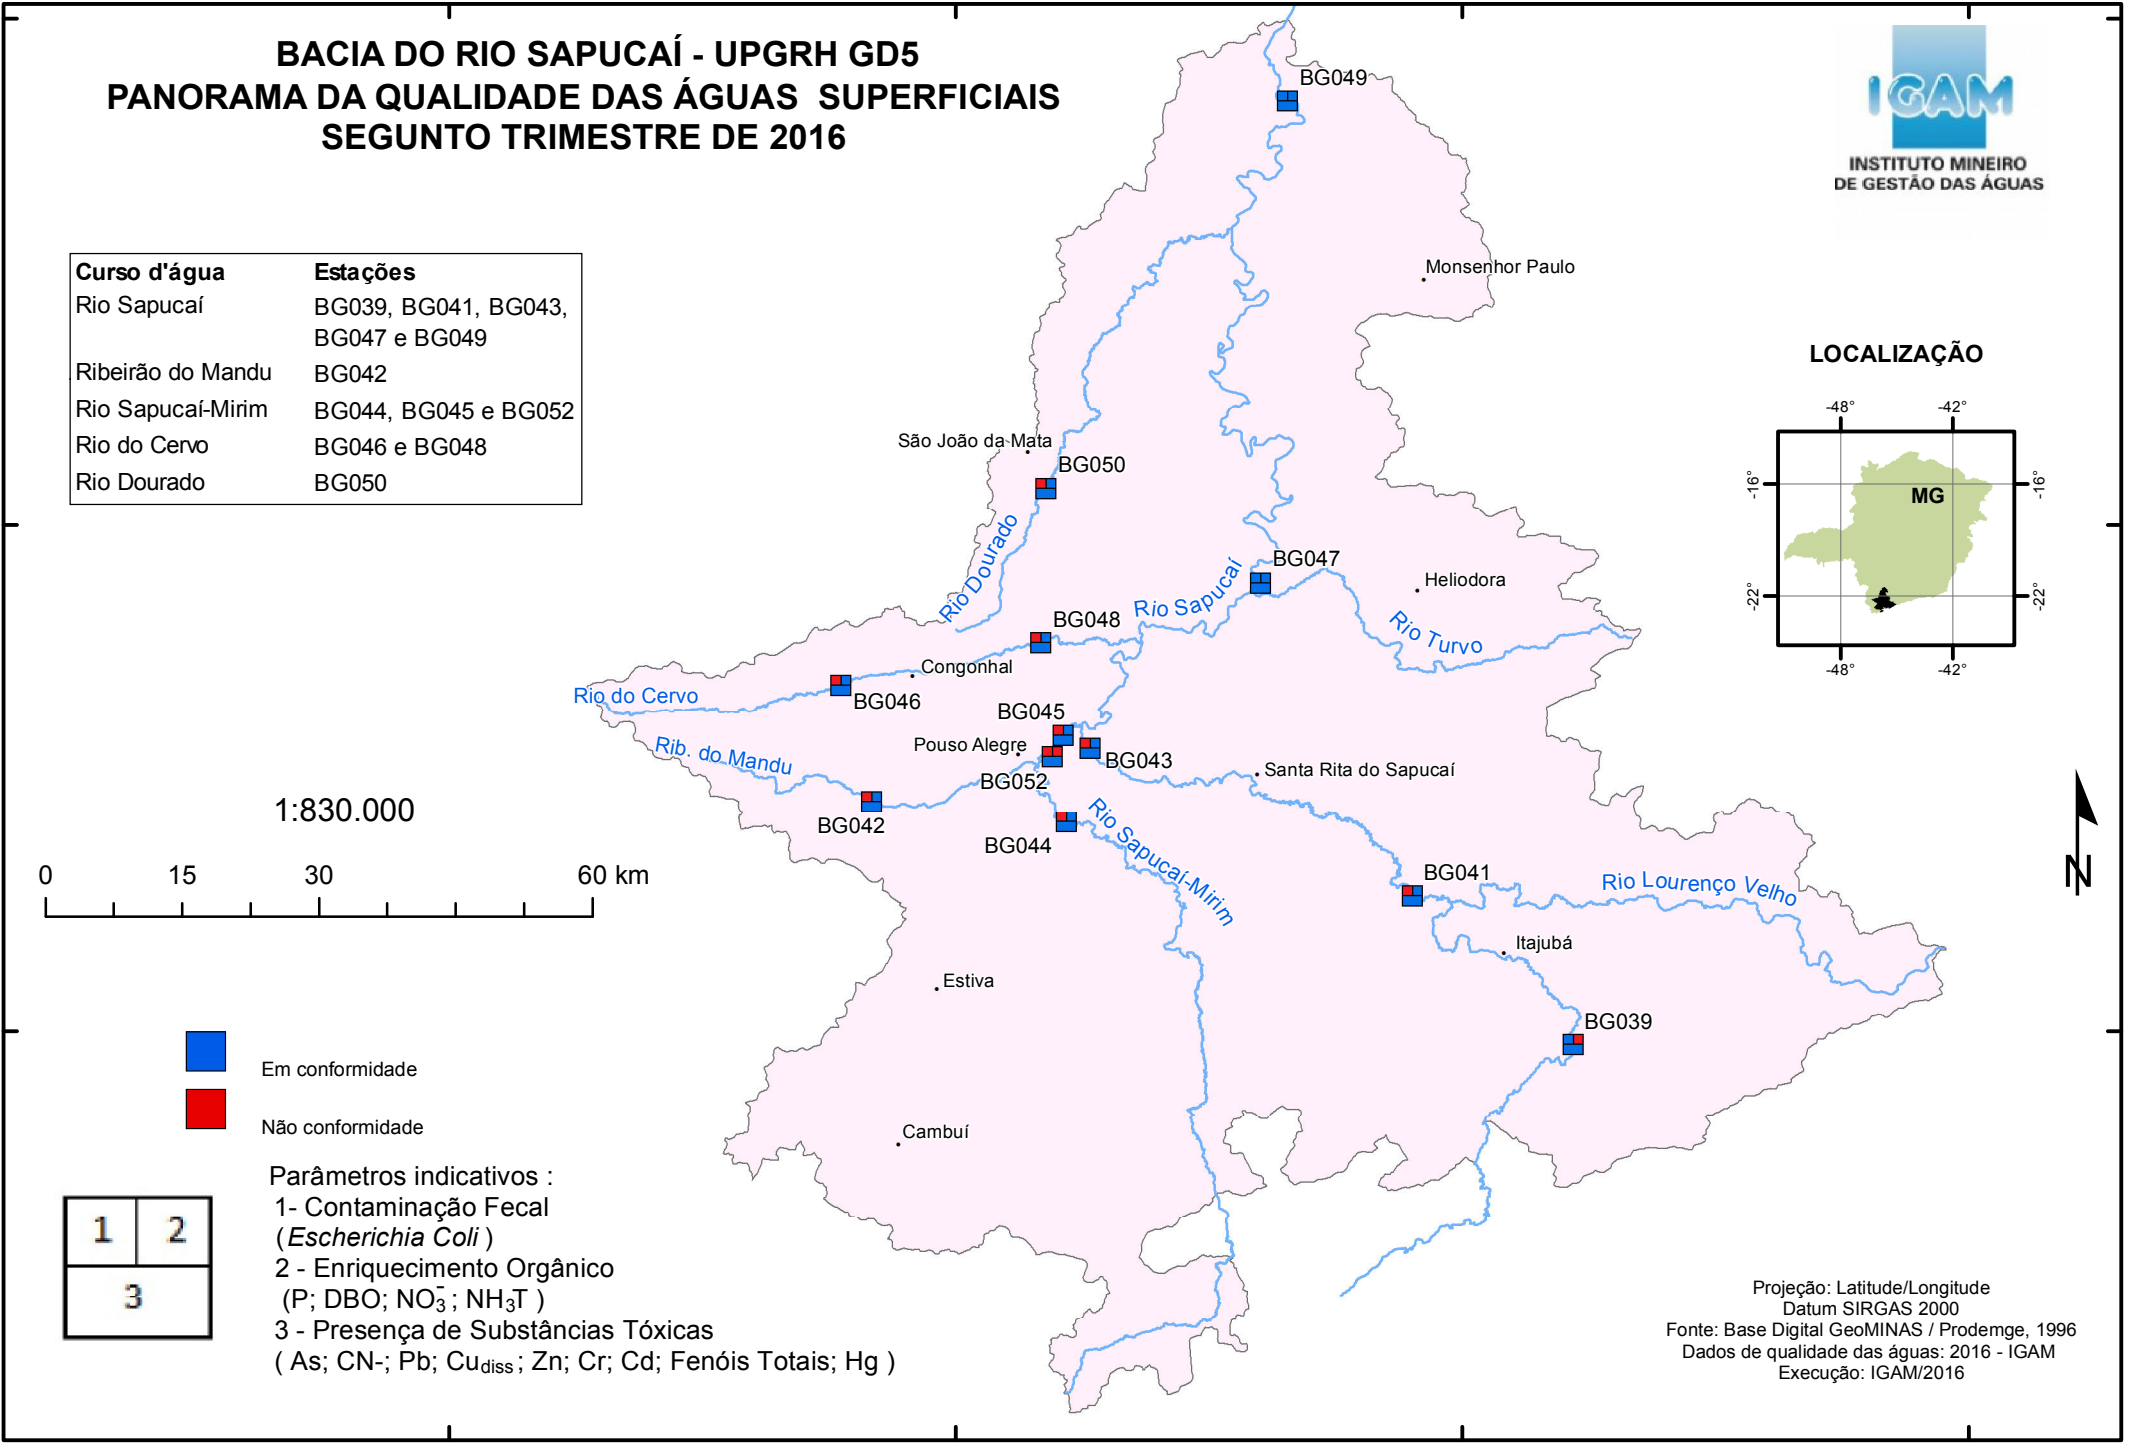 BACIA DO RIO SAPUCAÍ - UPGRH GD5
PANORAMA DA QUALIDADE DAS ÁGUAS SUPERFICIAIS
SEGUNTO TRIMESTRE DE 2016
IGAM
INSTITUTO MINEIRO
DE GESTÃO DAS ÁGUAS
Curso d'água Estações
Rio Sapucaí BG039, BG041, BG043,
BG047 e BG049
Ribeirão do Mandu BG042
Rio Sapucaí-Mirim BG044, BG045 e BG052
Rio do Cervo BG046 e BG048
Rio Dourado BG050
BG049
Monsenhor Paulo
São João da Mata
BG050
Rio Dourado
BG047
Heliodora
Rio Sapucaí
Rio Turvo
BG048
Congonhal
Rio do Cervo
BG046
BG045
Pouso Alegre
BG043
BG052
Rib. do Mandu
Santa Rita do Sapucaí
BG042
BG044
Rio Sapucaí-Mirim
BG041
Rio Lourenço Velho
Itajubá
Estiva
BG039
Cambuí
LOCALIZAÇÃO
-48° -42°
-16° -16°
MG
-22° -22°
-48° -42°
N
1:830.000
0 15 30 60 km
Em conformidade
Não conformidade
Parâmetros indicativos :
1- Contaminação Fecal
(Escherichia Coli )
2 - Enriquecimento Orgânico
(P; DBO; NO₃⁻; NH₃T )
3 - Presença de Substâncias Tóxicas
( As; CN-; Pb; Cudiss; Zn; Cr; Cd; Fenóis Totais; Hg )
1 2
3
Projeção: Latitude/Longitude
Datum SIRGAS 2000
Fonte: Base Digital GeoMINAS / Prodemge, 1996
Dados de qualidade das águas: 2016 - IGAM
Execução: IGAM/2016